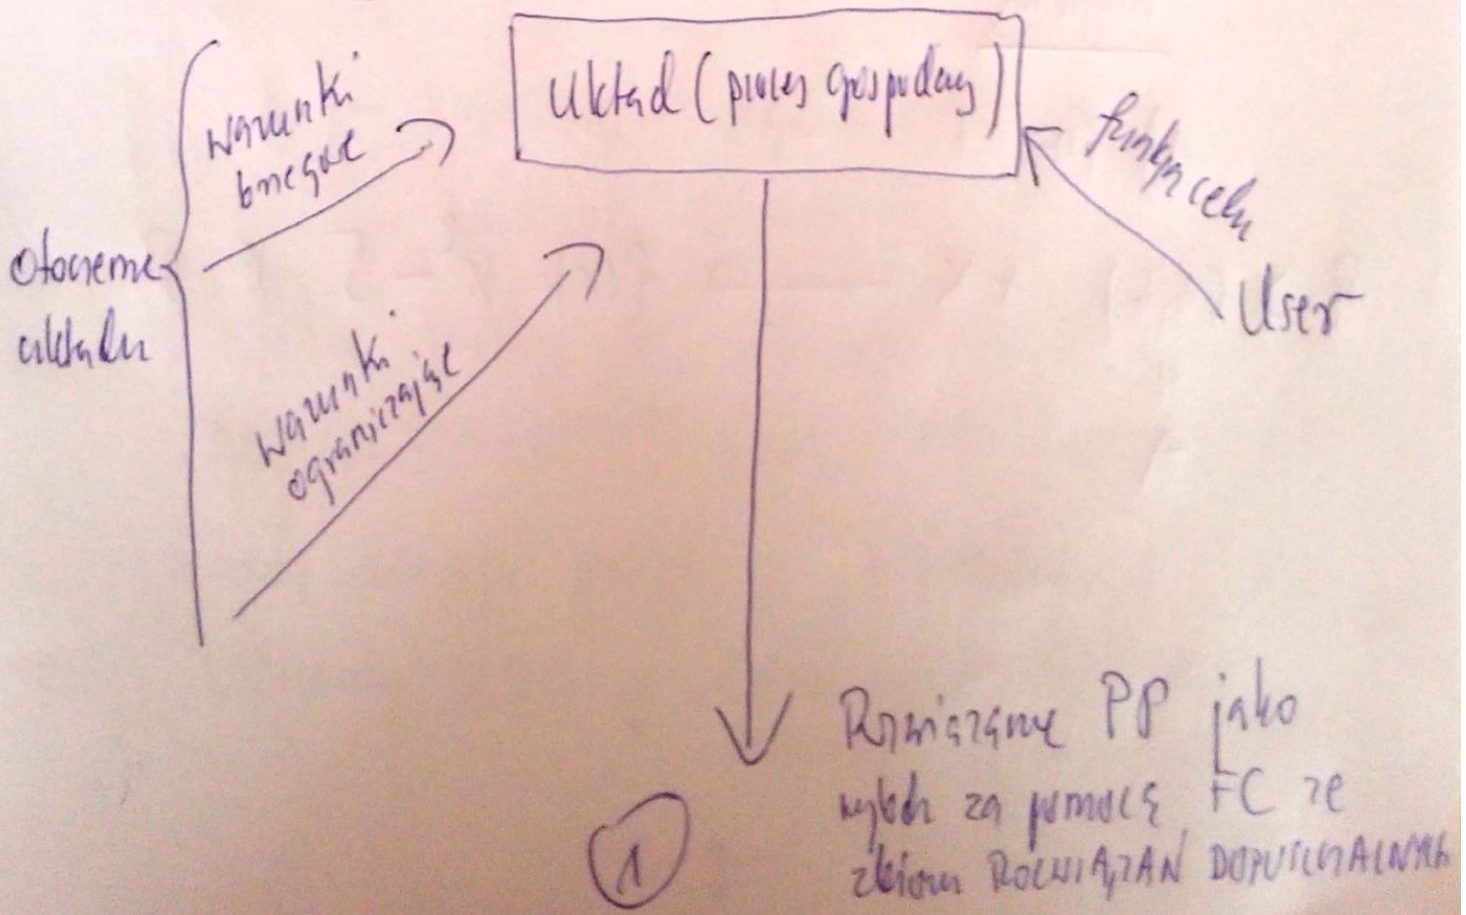 Układ (proces gospodarczy)
warunki
brzegowe
funkcja celu
Otoczenie
układu
User
warunki
ograniczające
Rozwiązanie PP jako
wybór za pomocą FC ze
zbioru ROZWIĄZAŃ DOPUSZCZALNYCH
1